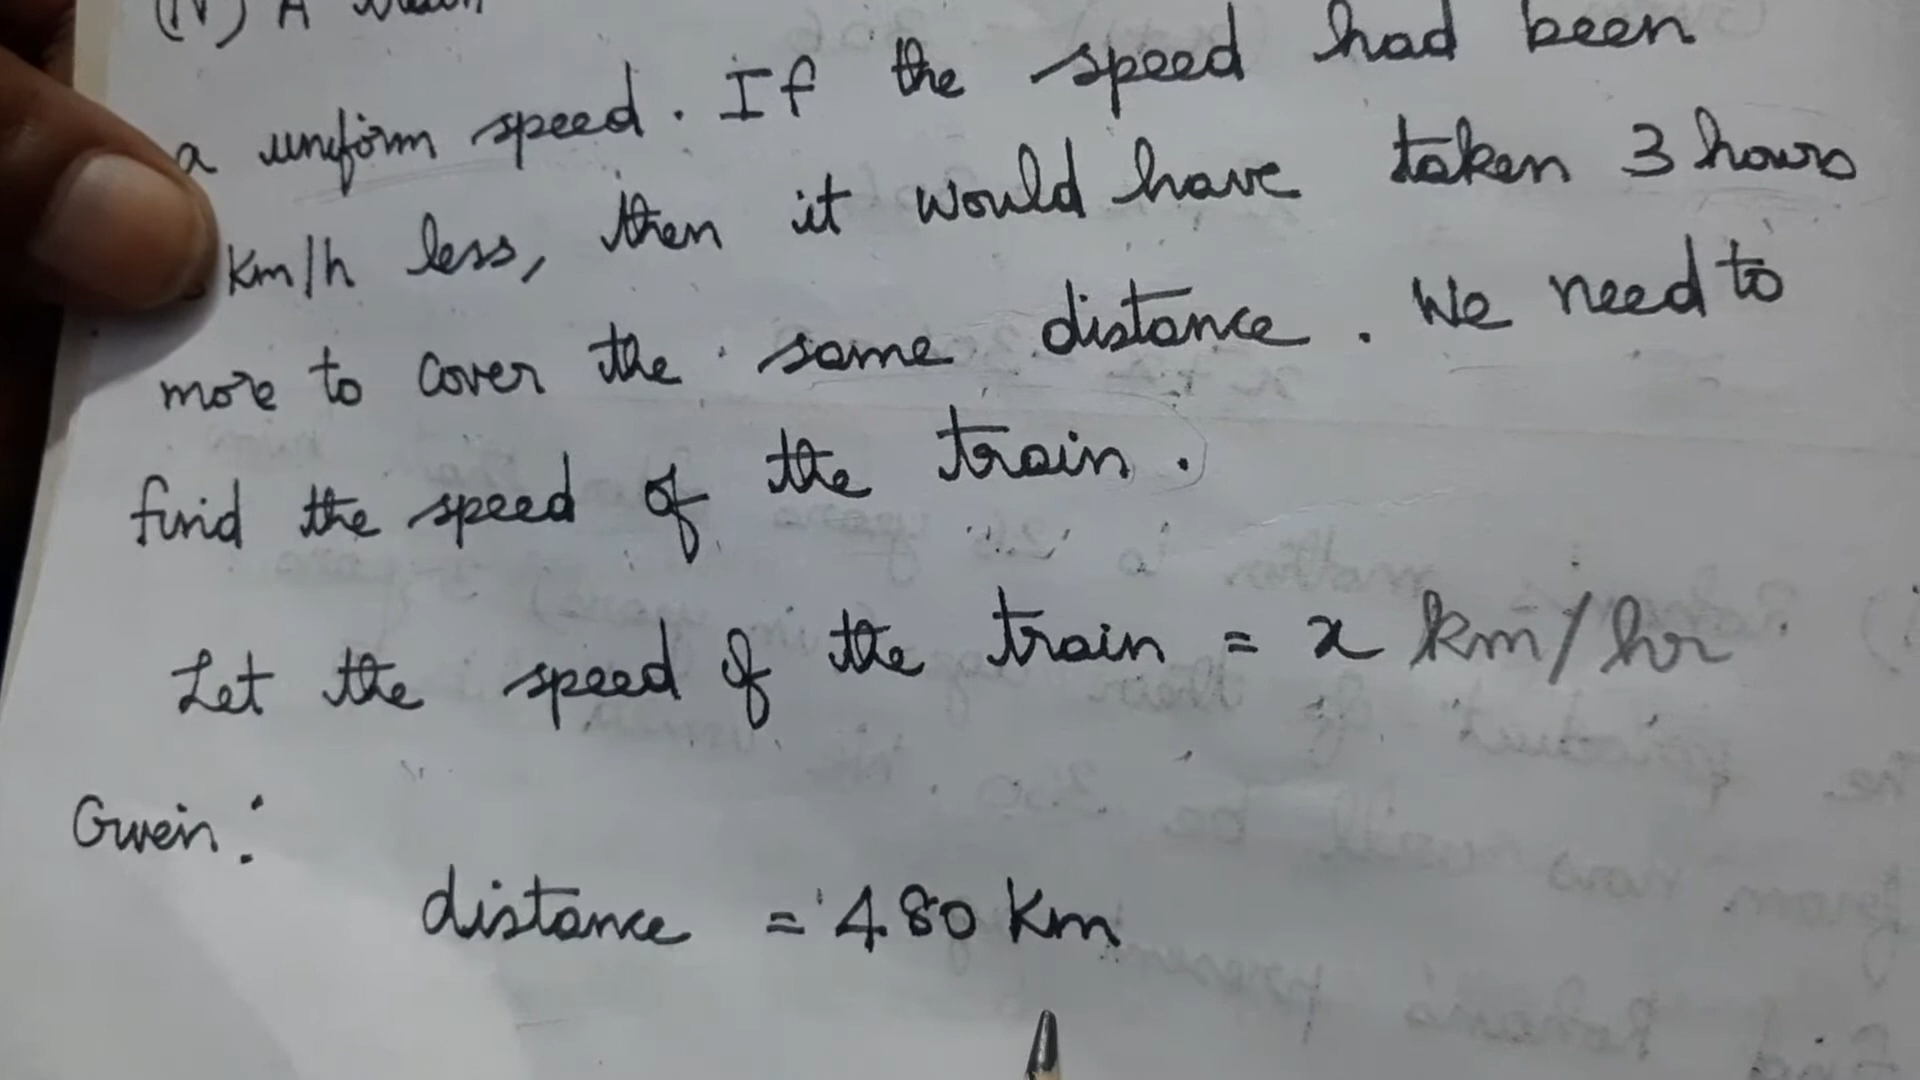 (iv) A train
a uniform speed. If the speed had been
km/h less, then it would have taken 3 hours
more to cover the same distance. We need to
find the speed of the train.
Let the speed of the train = x km/hr
Given:
distance = 480 km